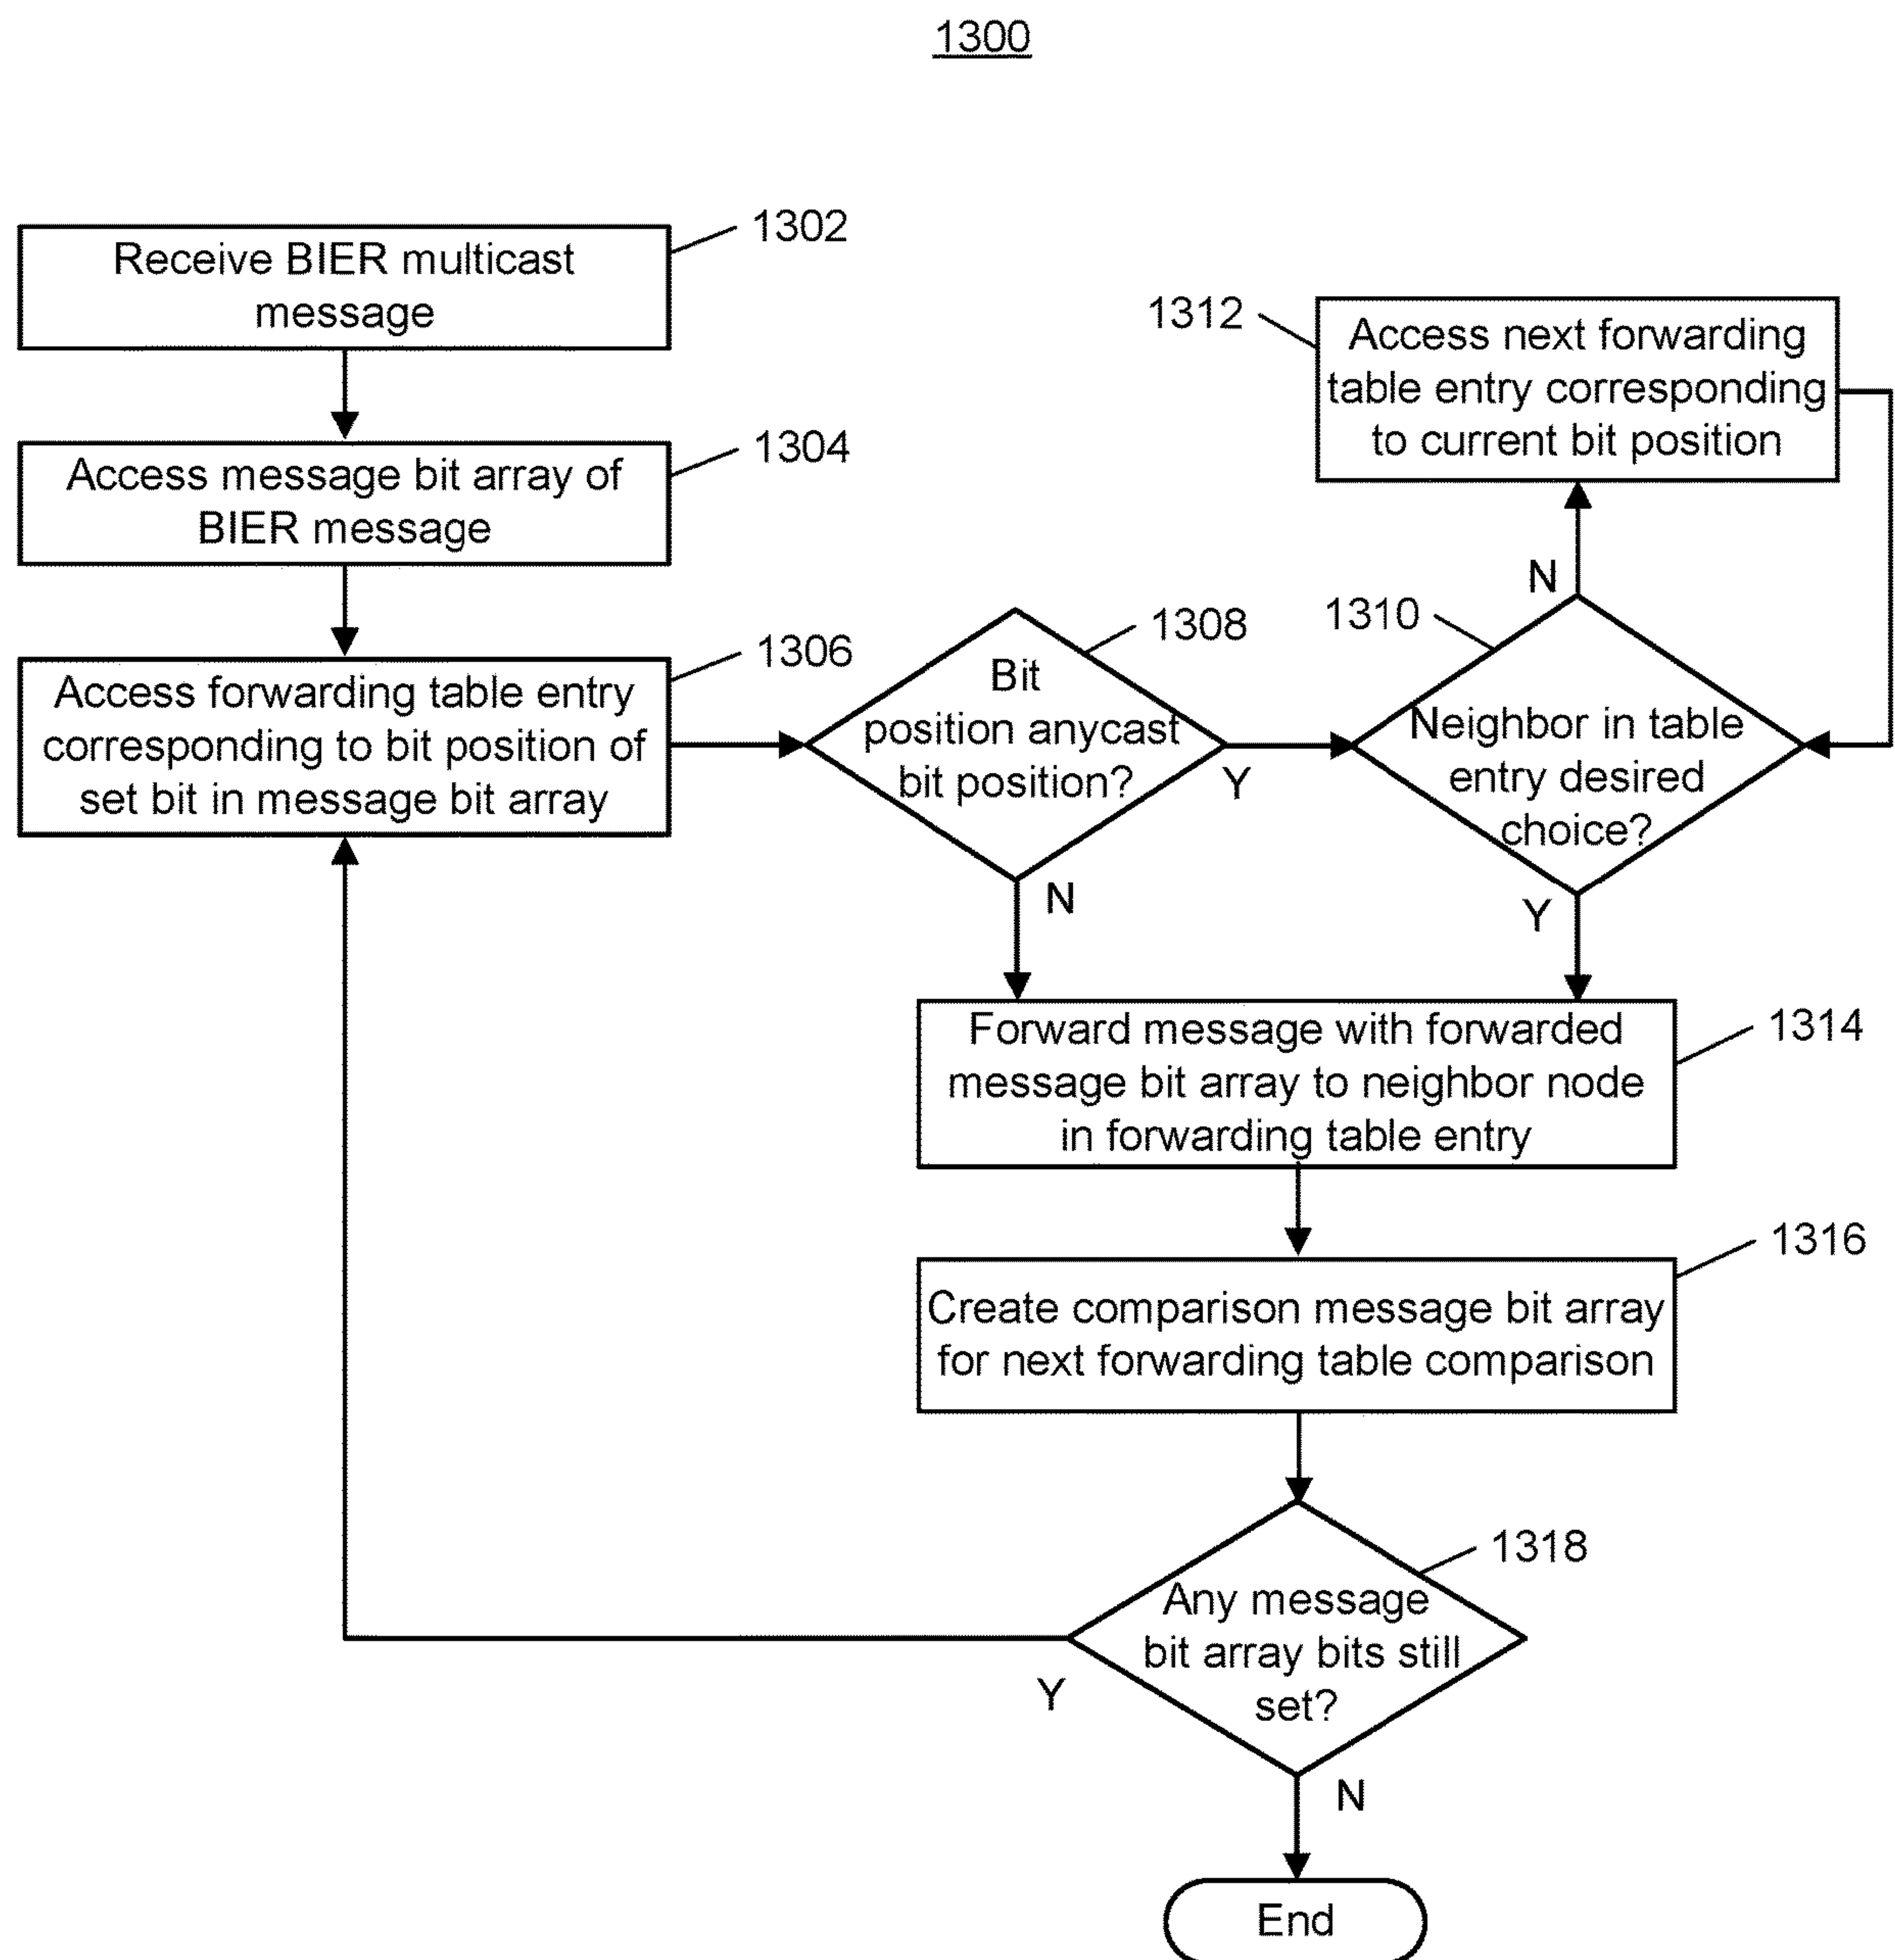 1300
1302
Receive BIER multicast
message
1304
Access message bit array of
BIER message
1306
Access forwarding table entry
corresponding to bit position of
set bit in message bit array
1308
Bit
position anycast
bit position?
Y
N
1310
Neighbor in table
entry desired
choice?
N
Y
1312
Access next forwarding
table entry corresponding
to current bit position
1314
Forward message with forwarded
message bit array to neighbor node
in forwarding table entry
1316
Create comparison message bit array
for next forwarding table comparison
1318
Any message
bit array bits still
set?
Y
N
End